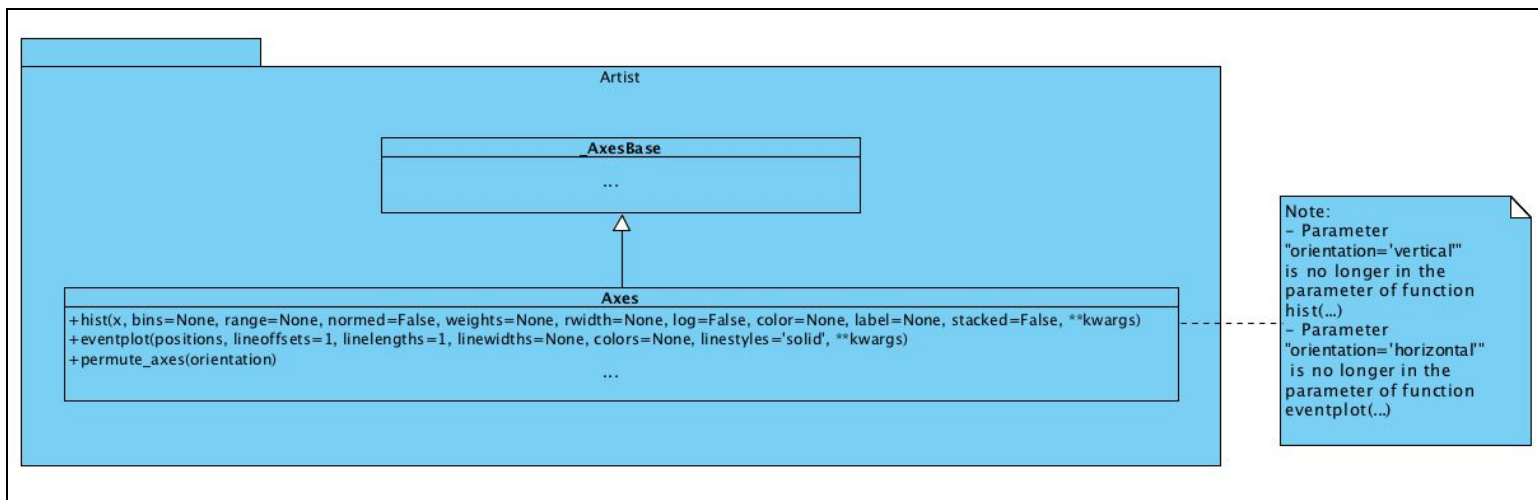 Artist
_AxesBase
...
Axes
+hist(x, bins=None, range=None, normed=False, weights=None, rwidth=None, log=False, color=None, label=None, stacked=False, **kwargs)
+eventplot(positions, lineoffsets=1, linelengths=1, linewidths=None, colors=None, linestyles='solid', **kwargs)
+permute_axes(orientation)
...
Note:
- Parameter
"orientation='vertical'"
is no longer in the
parameter of function
hist(...)
- Parameter
"orientation='horizontal'"
is no longer in the
parameter of function
eventplot(...)